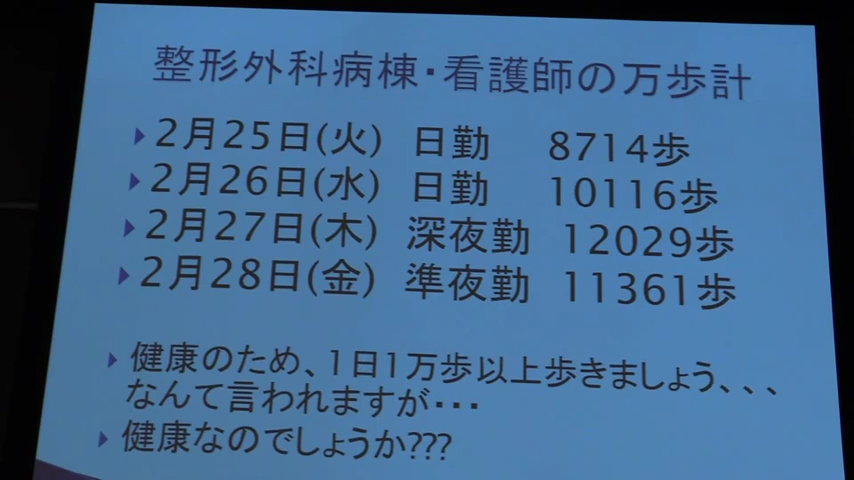 整形外科病棟・看護師の万歩計
2月25日(火) 日勤 8714歩
2月26日(水) 日勤 10116歩
2月27日(木) 深夜勤 12029歩
2月28日(金) 準夜勤 11361歩
健康のため、1日1万歩以上歩きましょう、、、
なんて言われますが・・・
健康なのでしょうか???